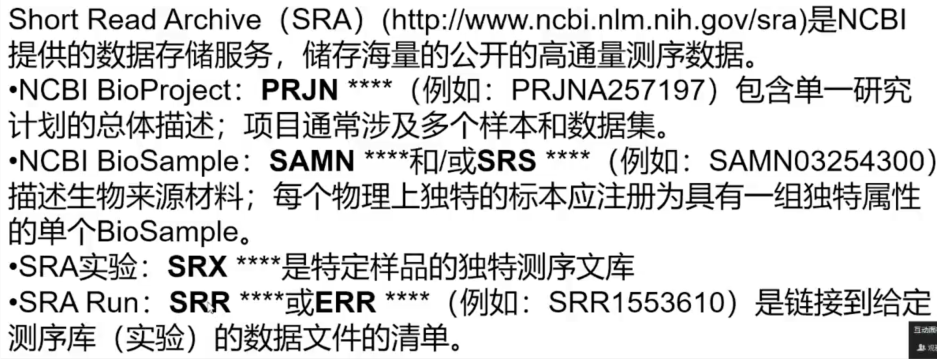 Short Read Archive（SRA）(http://www.ncbi.nlm.nih.gov/sra)是NCBI
提供的数据存储服务，储存海量的公开的高通量测序数据。
•NCBI BioProject：PRJN ****（例如：PRJNA257197）包含单一研究
计划的总体描述；项目通常涉及多个样本和数据集。
•NCBI BioSample：SAMN ****和/或SRS ****（例如：SAMN03254300）
描述生物来源材料；每个物理上独特的标本应注册为具有一组独特属性
的单个BioSample。
•SRA实验：SRX ****是特定样品的独特测序文库
•SRA Run：SRR ****或ERR ****（例如：SRR1553610）是链接到给定
测序库（实验）的数据文件的清单。